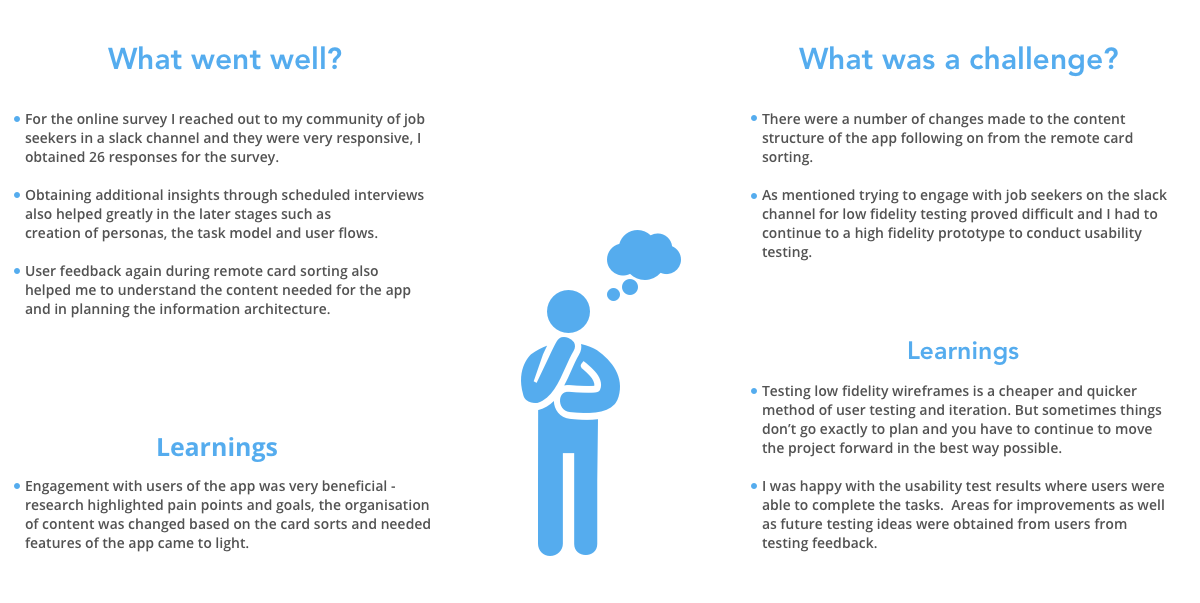 What went well?
For the online survey I reached out to my community of job
seekers in a slack channel and they were very responsive, I
obtained 26 responses for the survey.
Obtaining additional insights through scheduled interviews
also helped greatly in the later stages such as
creation of personas, the task model and user flows.
User feedback again during remote card sorting also
helped me to understand the content needed for the app
and in planning the information architecture.
Learnings
Engagement with users of the app was very beneficial -
research highlighted pain points and goals, the organisation
of content was changed based on the card sorts and needed
features of the app came to light.
What was a challenge?
There were a number of changes made to the content
structure of the app following on from the remote card
sorting.
As mentioned trying to engage with job seekers on the slack
channel for low fidelity testing proved difficult and I had to
continue to a high fidelity prototype to conduct usability
testing.
Learnings
Testing low fidelity wireframes is a cheaper and quicker
method of user testing and iteration. But sometimes things
don’t go exactly to plan and you have to continue to move
the project forward in the best way possible.
I was happy with the usability test results where users were
able to complete the tasks.  Areas for improvements as well
as future testing ideas were obtained from users from
testing feedback.